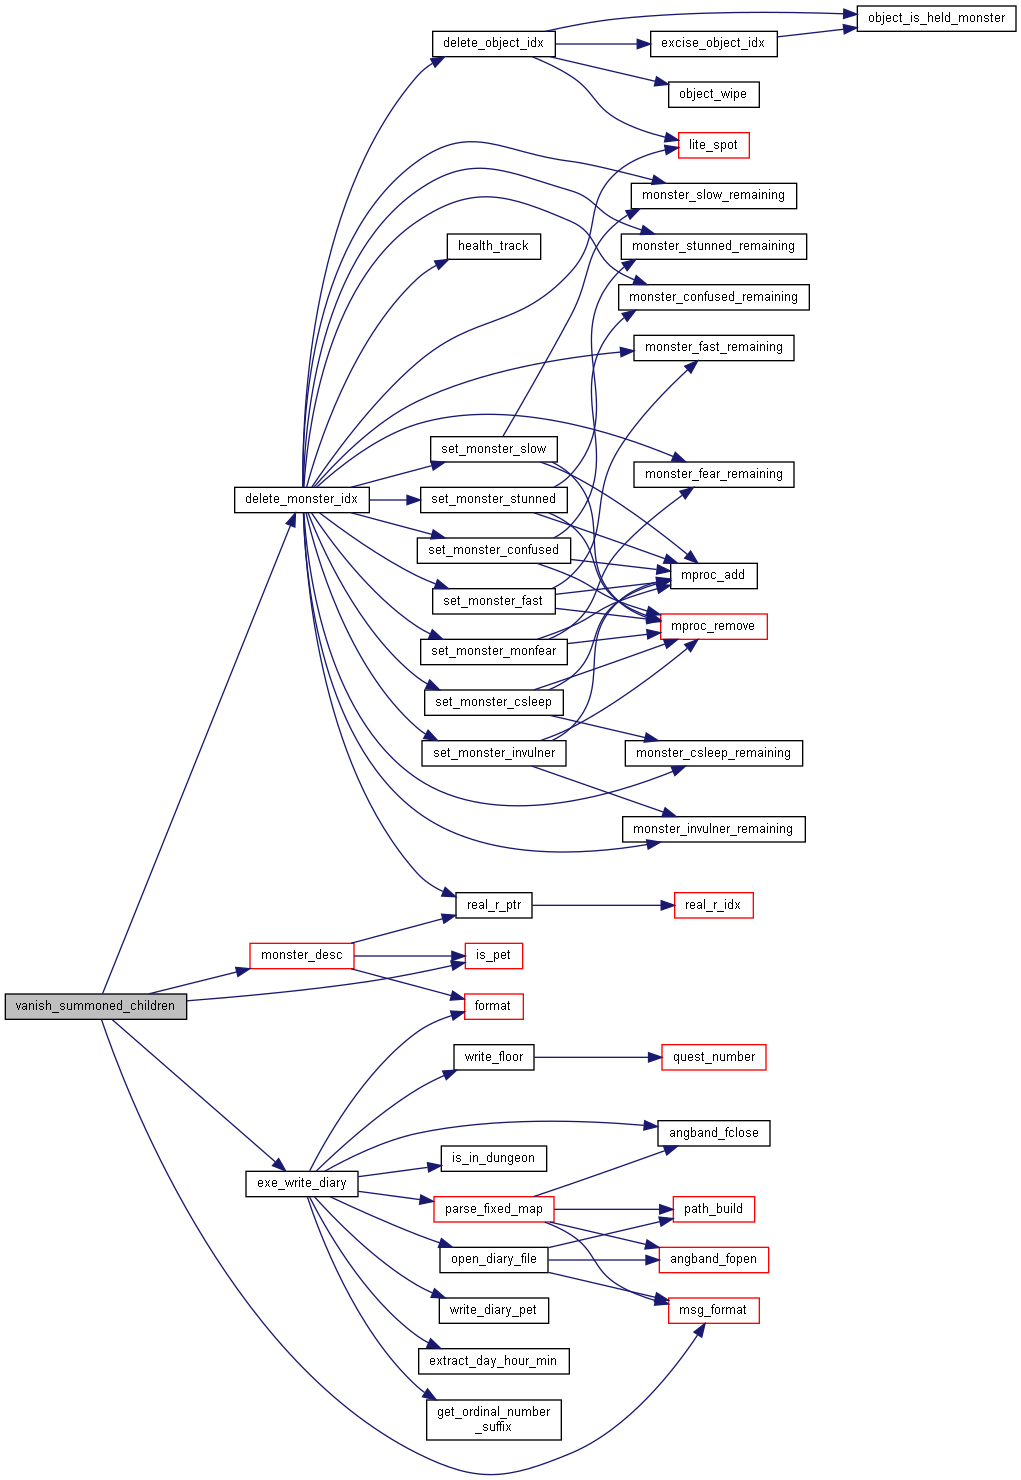 object_is_held_monster
delete_object_idx
excise_object_idx
object_wipe
lite_spot
monster_slow_remaining
health_track
monster_stunned_remaining
monster_confused_remaining
monster_fast_remaining
set_monster_slow
monster_fear_remaining
delete_monster_idx
set_monster_stunned
set_monster_confused
mproc_add
set_monster_fast
mproc_remove
set_monster_monfear
set_monster_csleep
set_monster_invulner
monster_csleep_remaining
monster_invulner_remaining
real_r_ptr
real_r_idx
monster_desc
is_pet
vanish_summoned_children
format
write_floor
quest_number
angband_fclose
is_in_dungeon
exe_write_diary
parse_fixed_map
path_build
open_diary_file
angband_fopen
write_diary_pet
msg_format
extract_day_hour_min
get_ordinal_number
_suffix